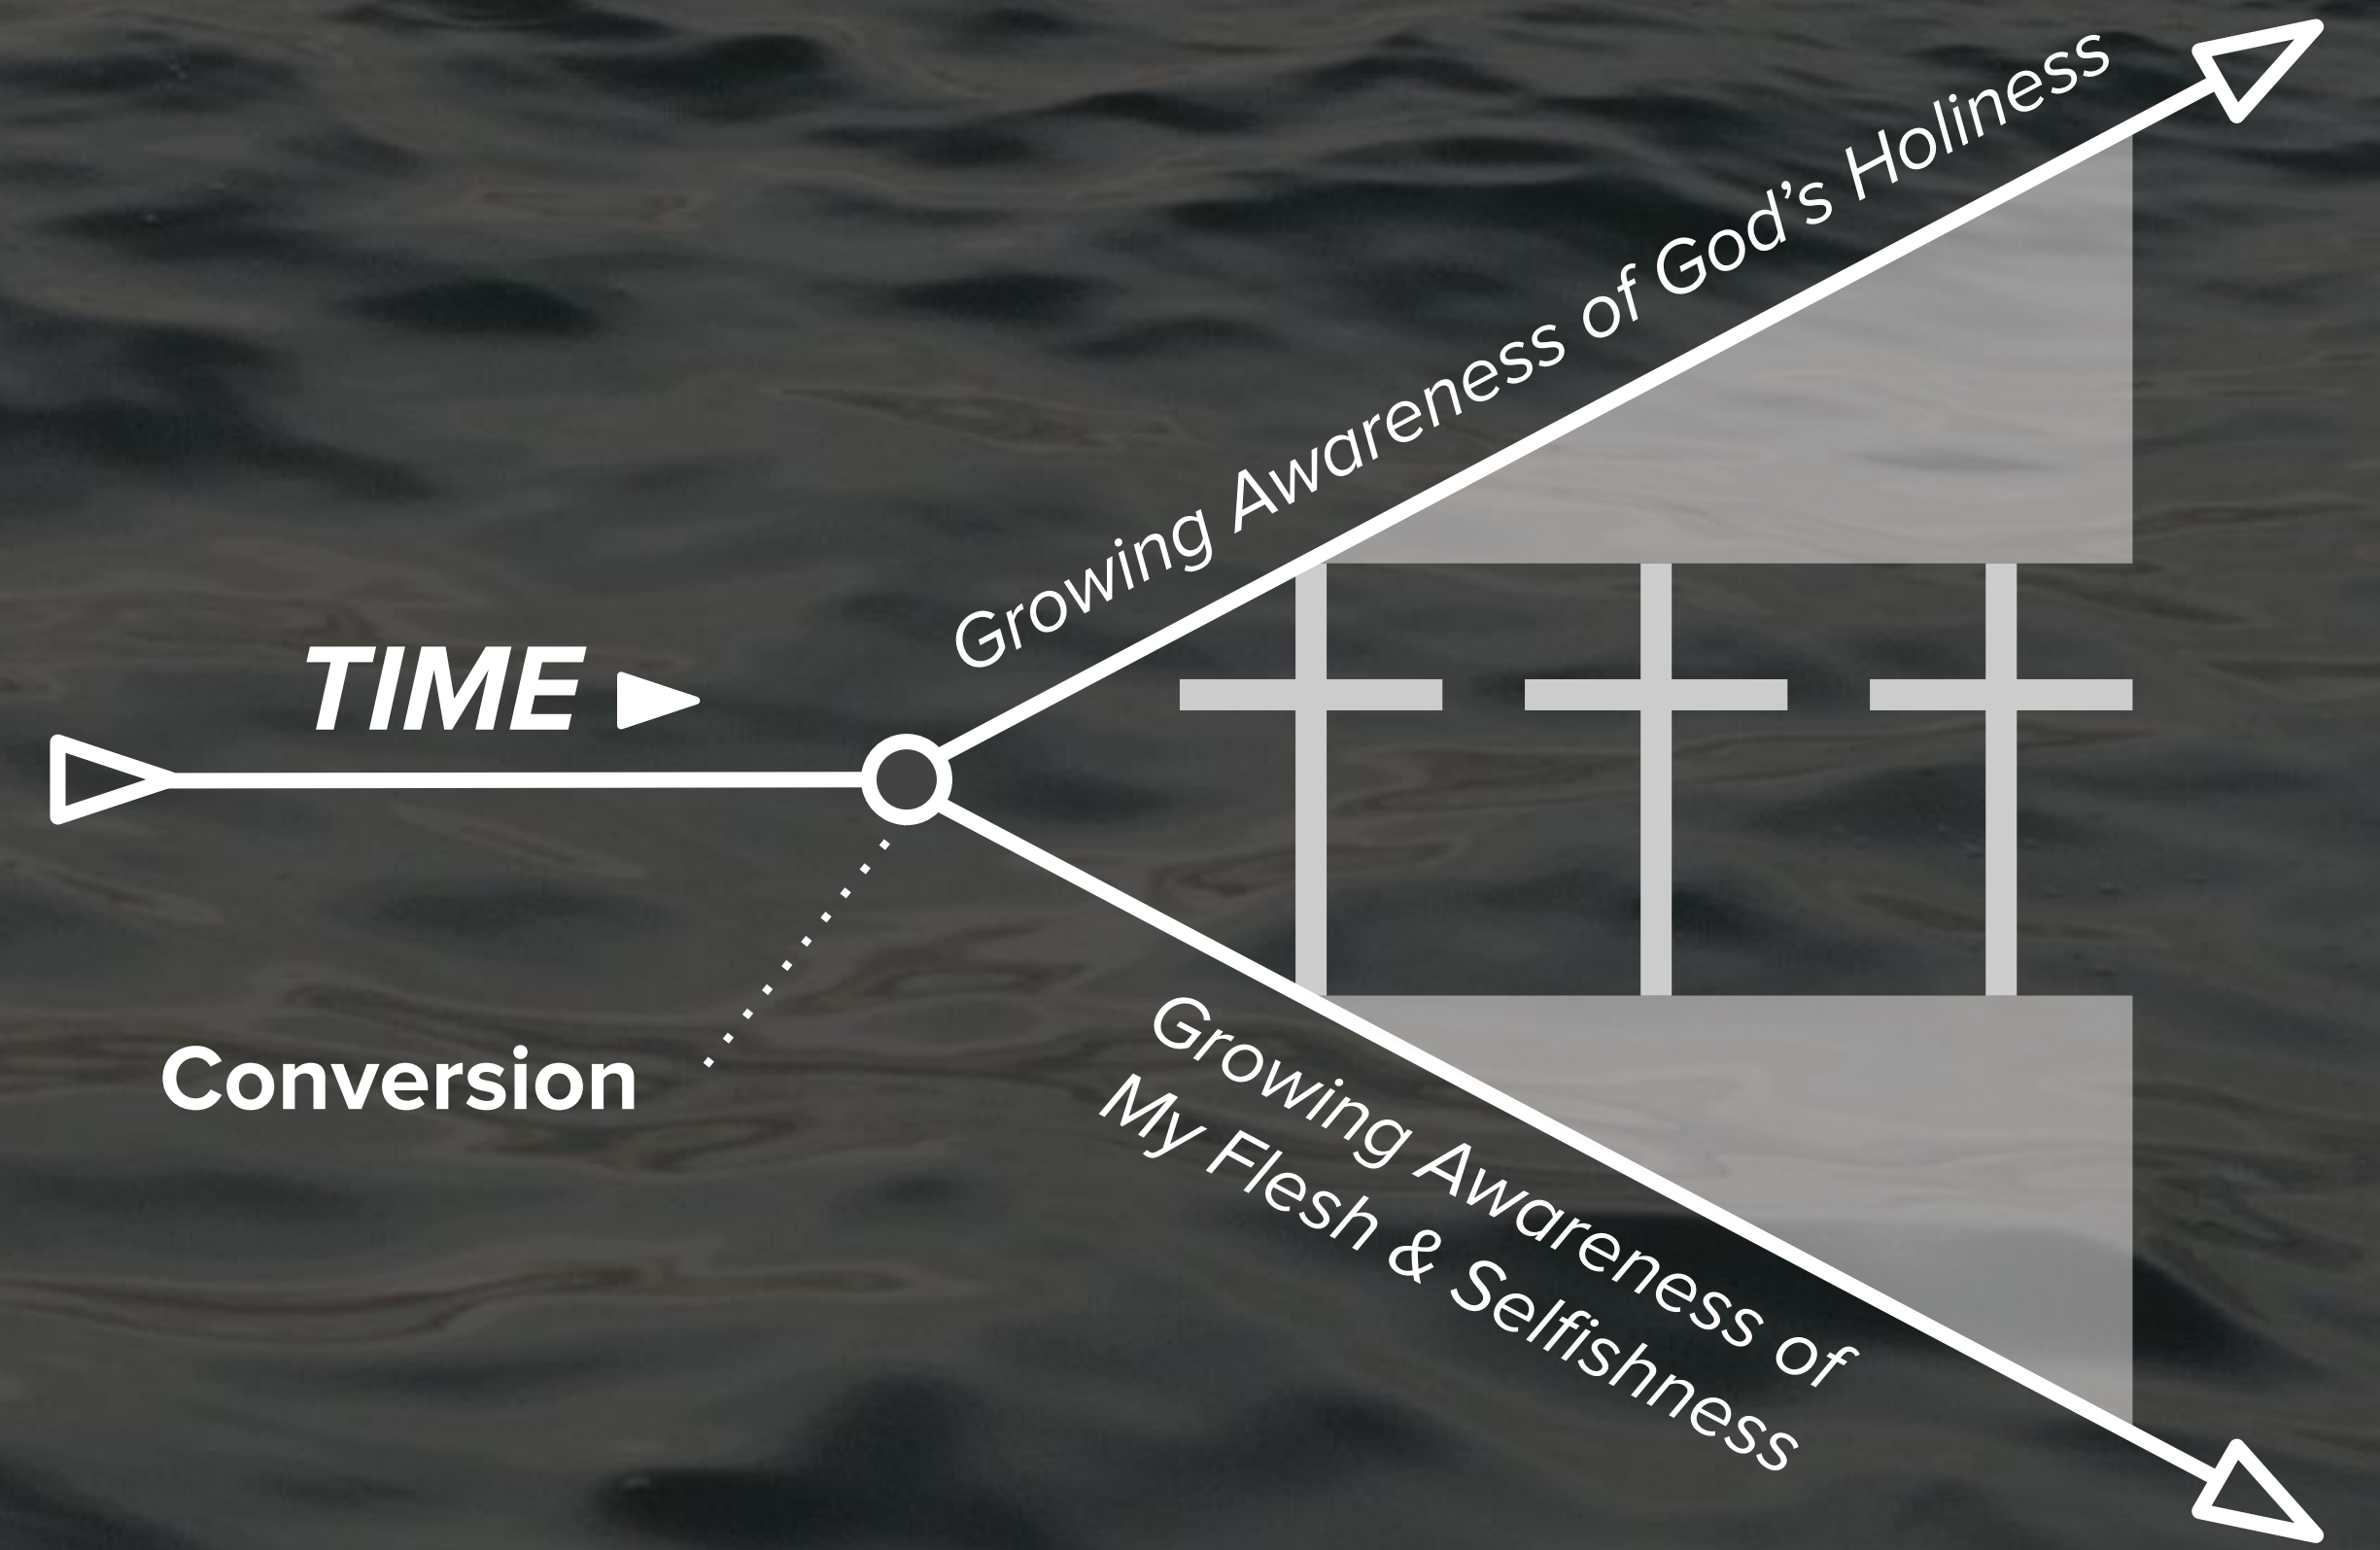 Growing Awareness of God's Holiness
TIME
Conversion
Growing Awareness of
My Flesh & Selfishness